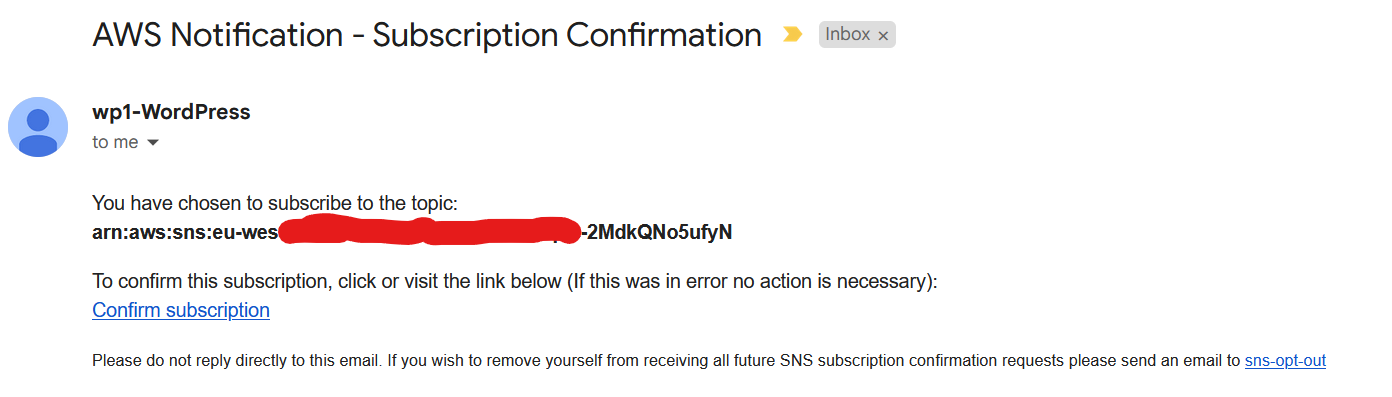 AWS Notification - Subscription Confirmation
Inbox ×
wp1-WordPress
to me
You have chosen to subscribe to the topic:
arn:aws:sns:eu-wes -2MdkQNo5ufyN
To confirm this subscription, click or visit the link below (If this was in error no action is necessary):
Confirm subscription
Please do not reply directly to this email. If you wish to remove yourself from receiving all future SNS subscription confirmation requests please send an email to sns-opt-out